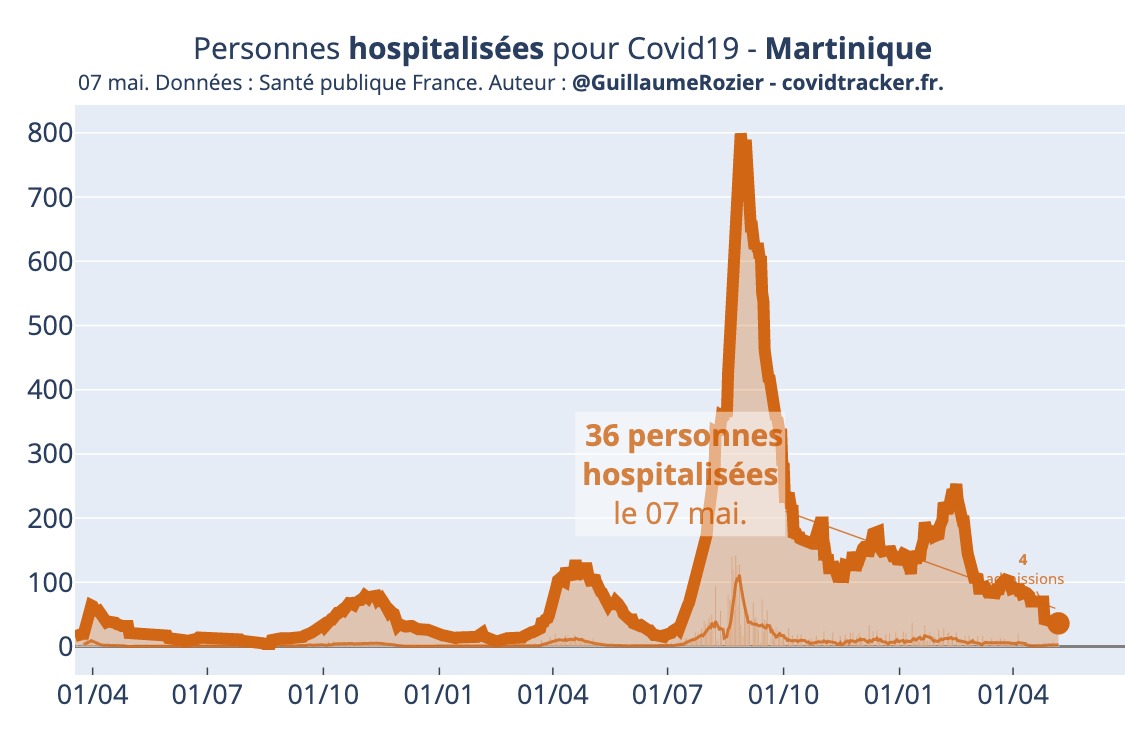 Personnes hospitalisées pour Covid19 - Martinique
07 mai. Données : Santé publique France. Auteur : @GuillaumeRozier - covidtracker.fr.
800
700
600
500
400
300
200
100
0
36 personnes
hospitalisées
le 07 mai.
4
admissions
01/04 01/07 01/10 01/01 01/04 01/07 01/10 01/01 01/04